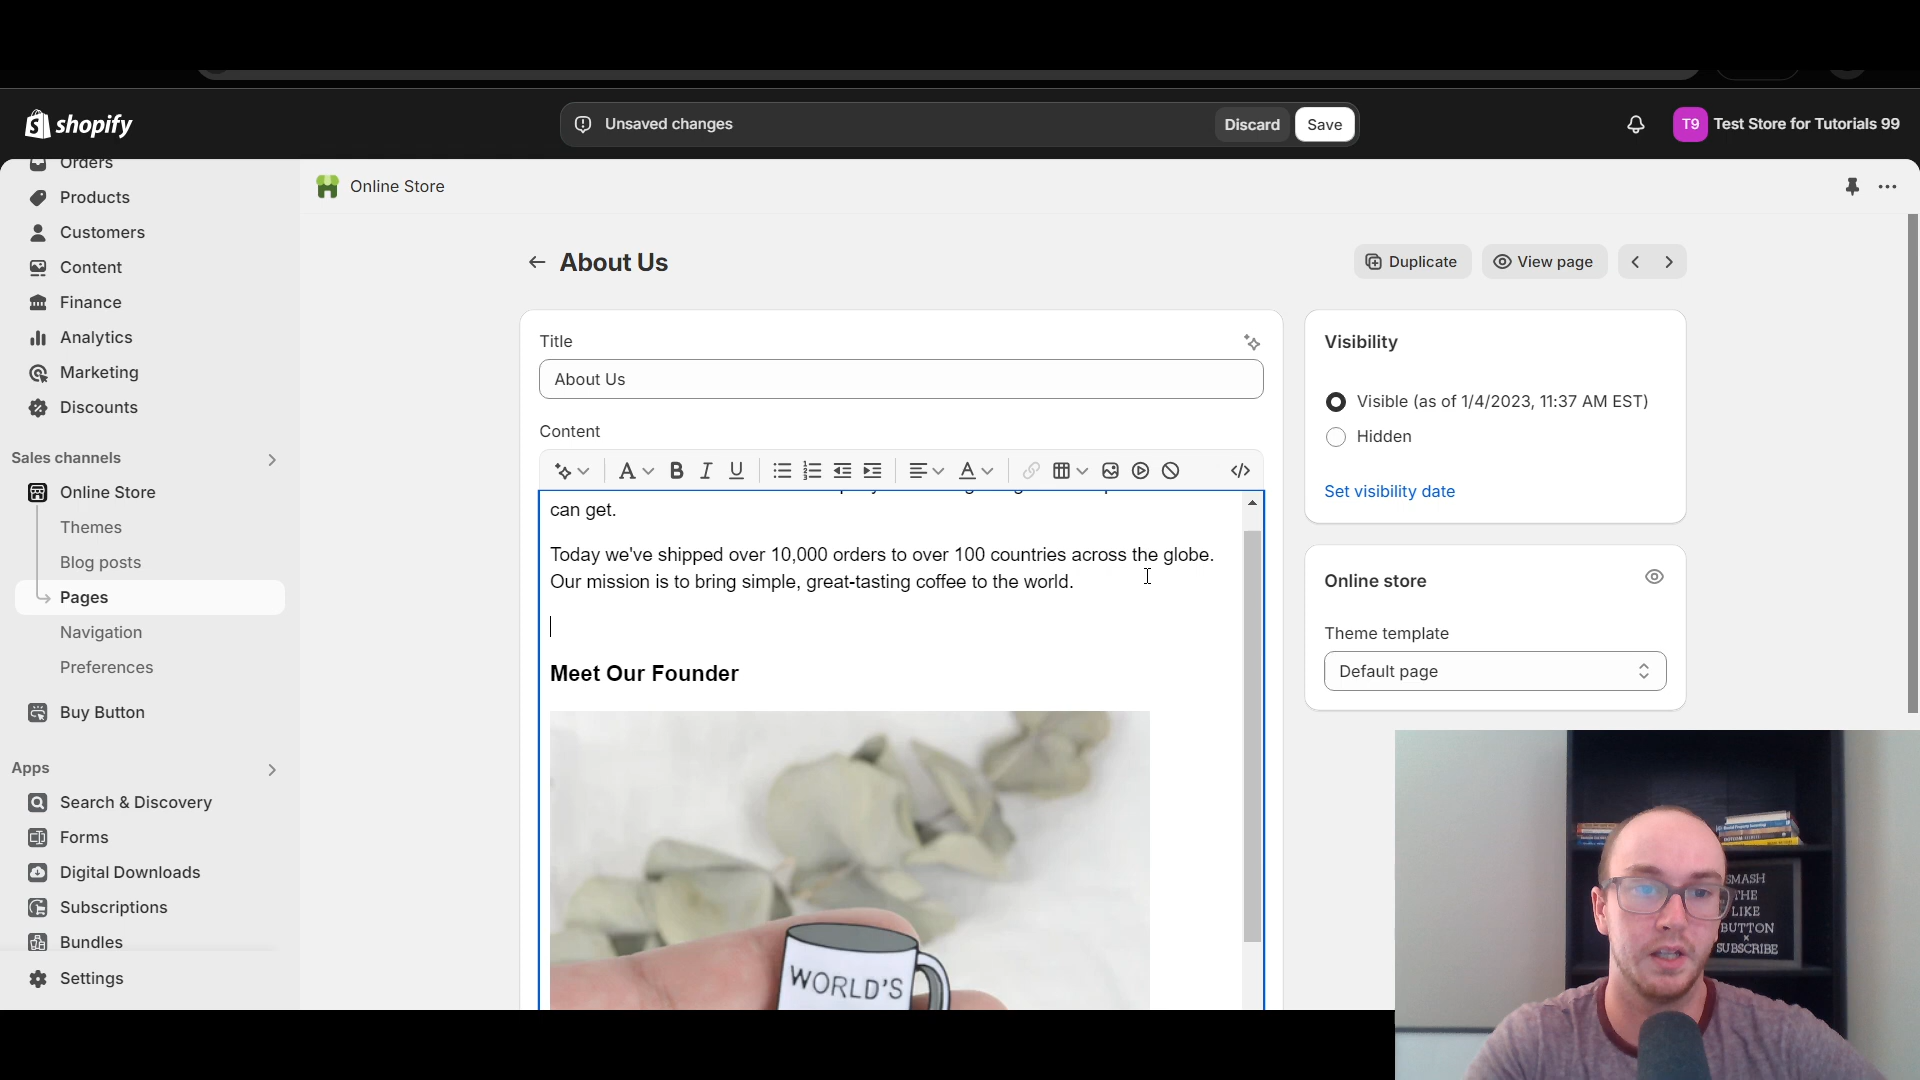 shopify
Unsaved changes
Discard
Save
T9
Test Store for Tutorials 99
Orders
Products
Customers
Content
Finance
Analytics
Marketing
Discounts
Sales channels
Online Store
Themes
Blog posts
Pages
Navigation
Preferences
Buy Button
Apps
Search & Discovery
Forms
Digital Downloads
Subscriptions
Bundles
Settings
Online Store
About Us
Duplicate
View page
Title
About Us
Content
can get.
Today we've shipped over 10,000 orders to over 100 countries across the globe.
Our mission is to bring simple, great-tasting coffee to the world.
Meet Our Founder
WORLD'S
Visibility
Visible (as of 1/4/2023, 11:37 AM EST)
Hidden
Set visibility date
Online store
Theme template
Default page
SMASH
THE
LIKE
BUTTON
×
SUBSCRIBE